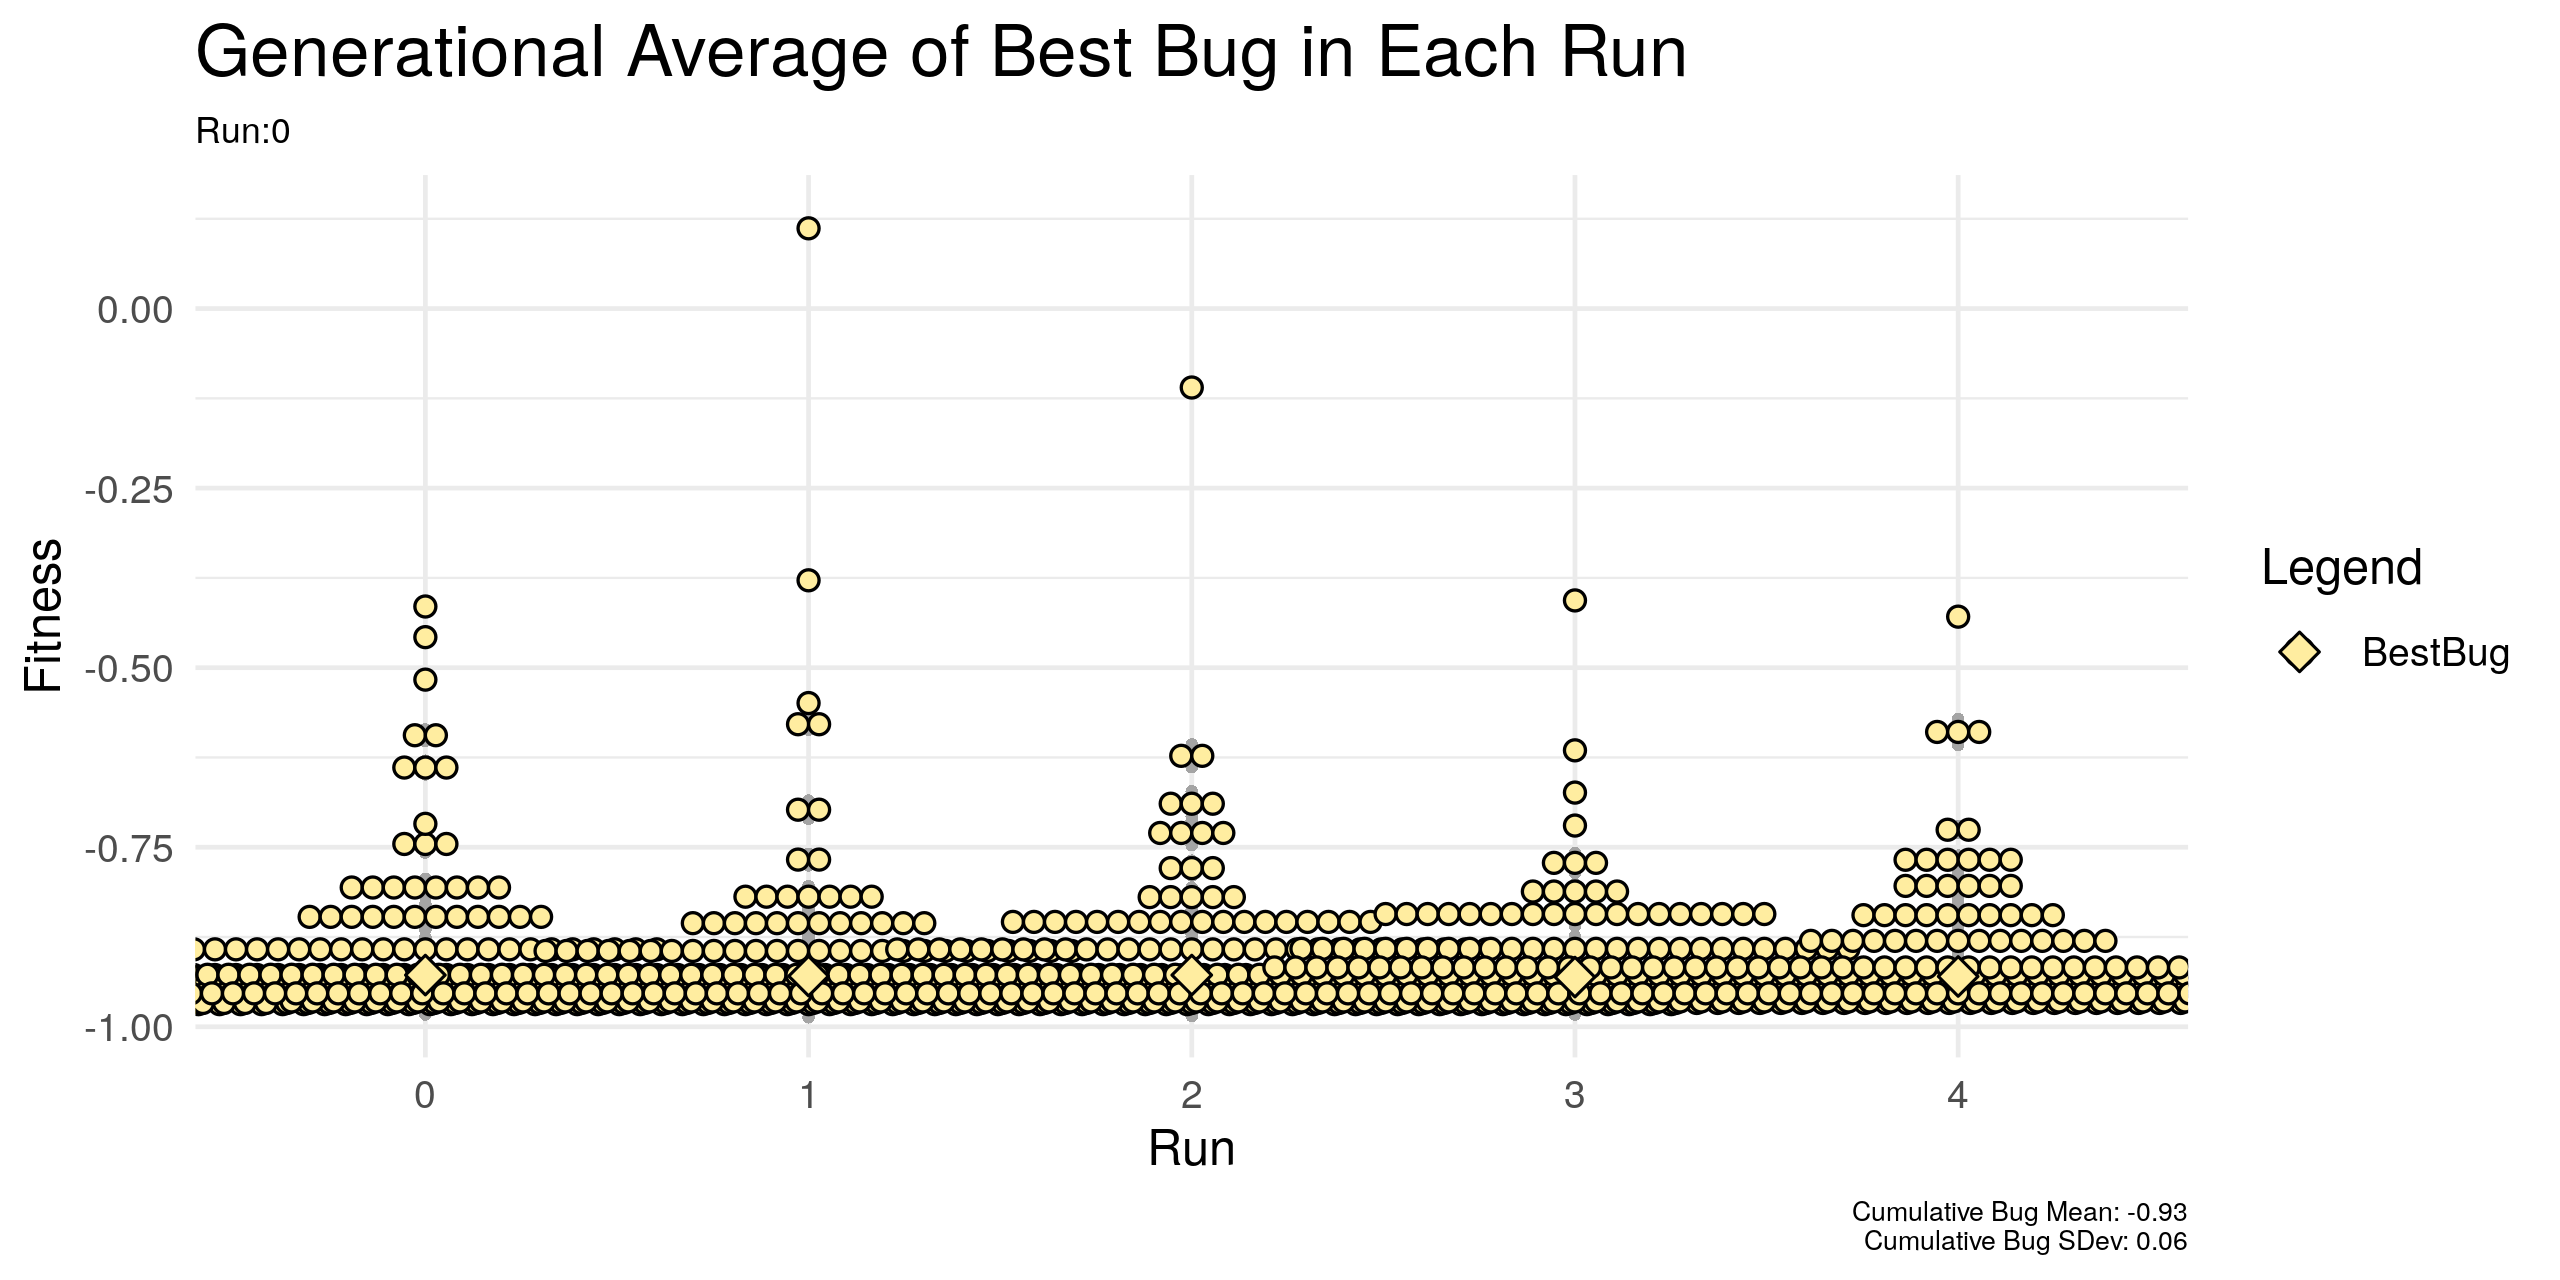 Generational Average of Best Bug in Each Run
Run:0
0.00
-0.25
-0.50
-0.75
-1.00
Fitness
0 1 2 3 4
Run
Legend
BestBug
Cumulative Bug Mean: -0.93
Cumulative Bug SDev: 0.06